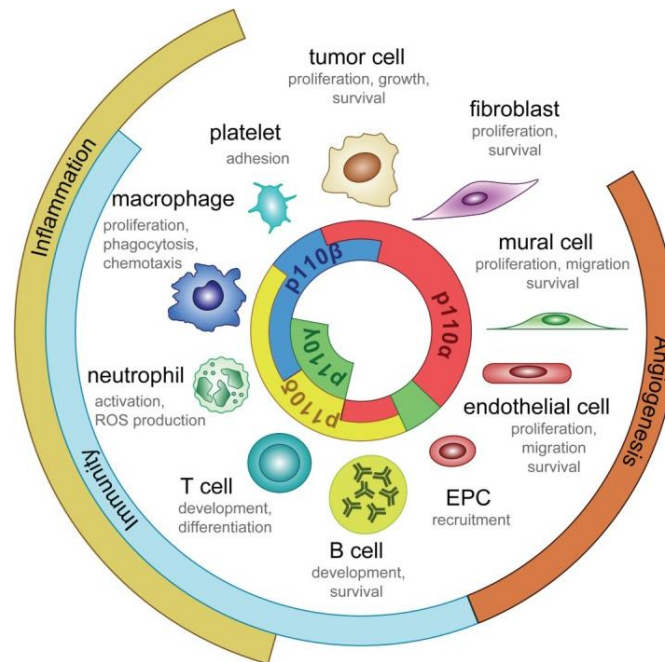 tumor cell
proliferation, growth,
survival
fibroblast
proliferation,
survival
platelet
adhesion
macrophage
proliferation,
phagocytosis,
chemotaxis
mural cell
proliferation, migration
survival
neutrophil
activation,
ROS production
endothelial cell
proliferation,
migration
survival
T cell
development,
differentiation
EPC
recruitment
B cell
development,
survival
p110β
p110α
p110γ
p110δ
Inflammation
Immunity
Angiogenesis